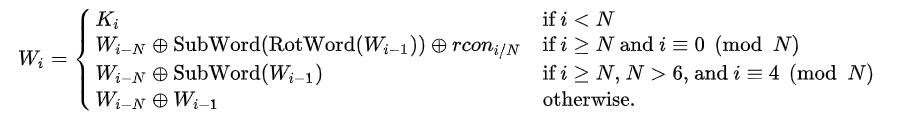 K_i if i < N
W_{i-N} ⊕ SubWord(RotWord(W_{i-1})) ⊕ rcon_{i/N} if i ≥ N and i ≡ 0 (mod N)
W_i = {
W_{i-N} ⊕ SubWord(W_{i-1}) if i ≥ N, N > 6, and i ≡ 4 (mod N)
W_{i-N} ⊕ W_{i-1} otherwise.